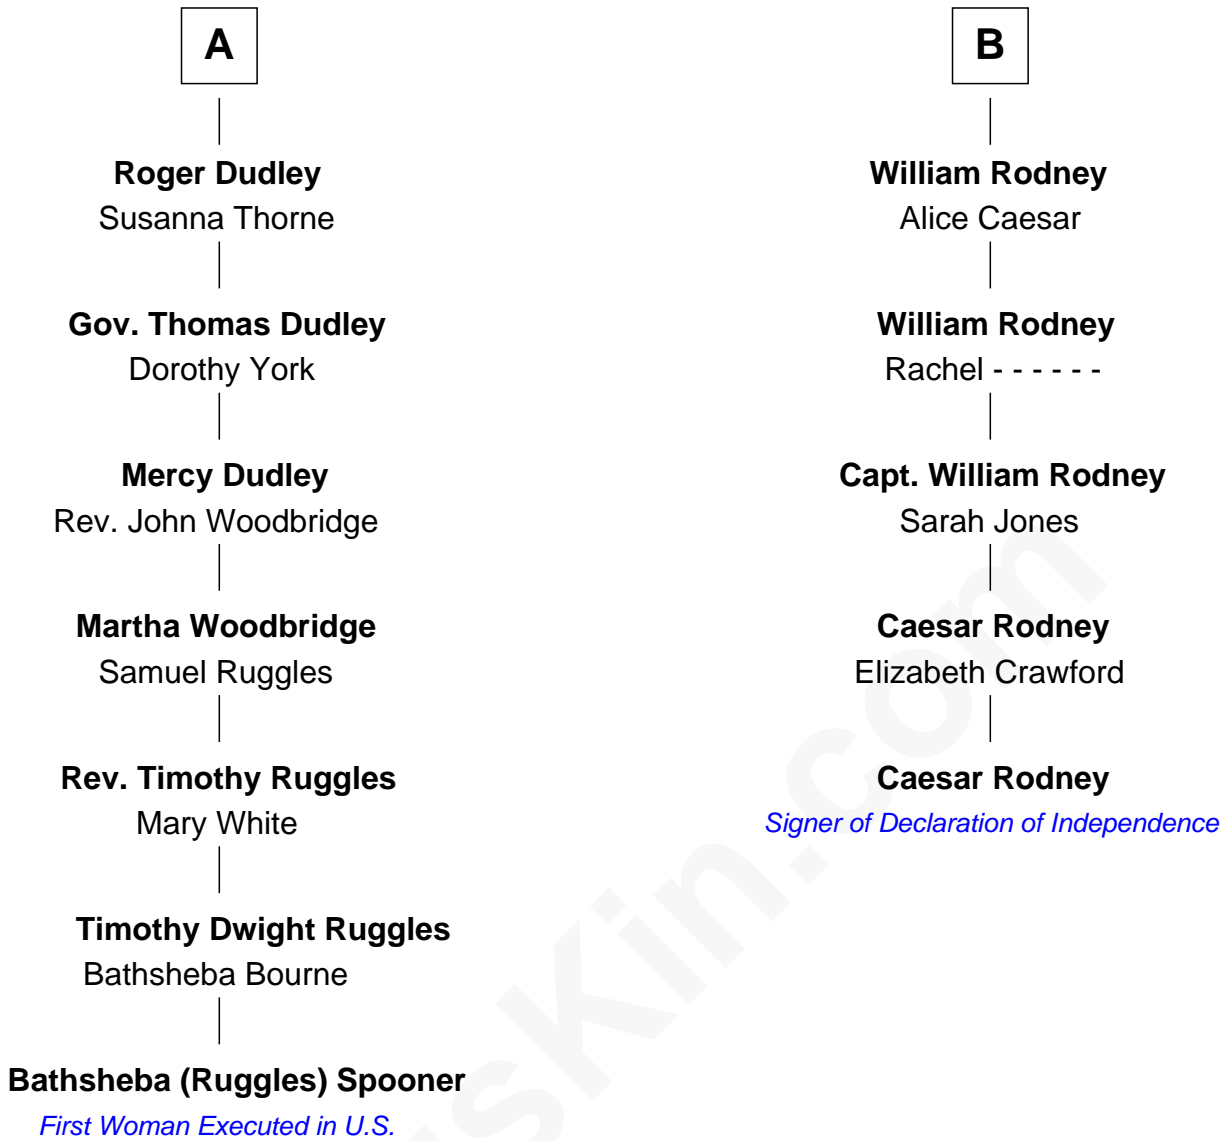 A
Roger Dudley
Susanna Thorne
Gov. Thomas Dudley
Dorothy York
Mercy Dudley
Rev. John Woodbridge
Martha Woodbridge
Samuel Ruggles
Rev. Timothy Ruggles
Mary White
Timothy Dwight Ruggles
Bathsheba Bourne
Bathsheba (Ruggles) Spooner
First Woman Executed in U.S.
B
William Rodney
Alice Caesar
William Rodney
Rachel - - - - - -
Capt. William Rodney
Sarah Jones
Caesar Rodney
Elizabeth Crawford
Caesar Rodney
Signer of Declaration of Independence
usKin.com